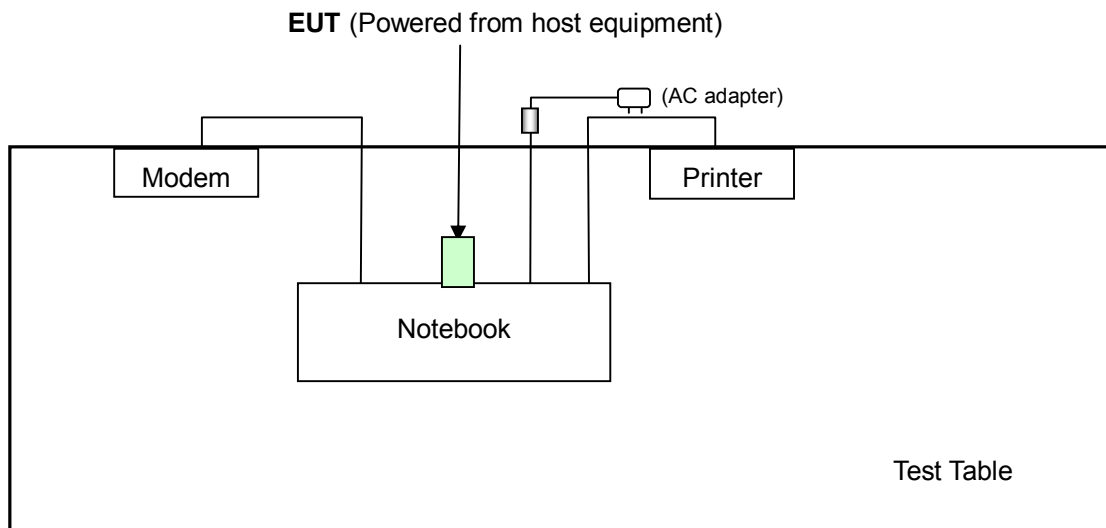 EUT (Powered from host equipment)
(AC adapter)
Modem
Printer
Notebook
Test Table